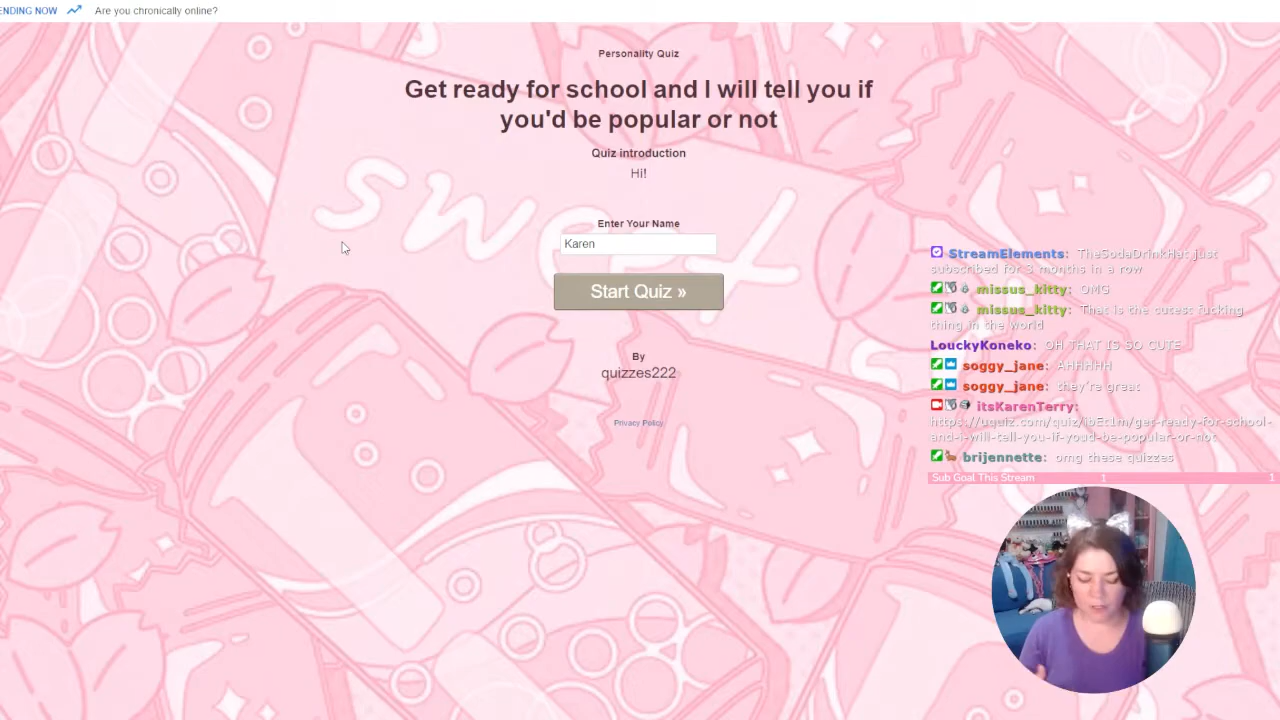 ENDING NOW Are you chronically online?
Personality Quiz
Get ready for school and I will tell you if
you'd be popular or not
Quiz introduction
Hi!
sweet
Enter Your Name
Karen
Start Quiz »
By
quizzes222
Privacy Policy
StreamElements: TheSodaDrinkHat just
subscribed for 3 months in a row
missus_kitty: OMG
missus_kitty: That is the cutest fucking
thing in the world
LouckyKoneko: OH THAT IS SO CUTE
soggy_jane: AHHHHH
soggy_jane: they're great
itsKarenTerry:
https://uquiz.com/quiz/ibEc1m/get-ready-for-school-
and-i-will-tell-you-if-youd-be-popular-or-not
brijennette: omg these quizzes
Sub Goal This Stream 1 1